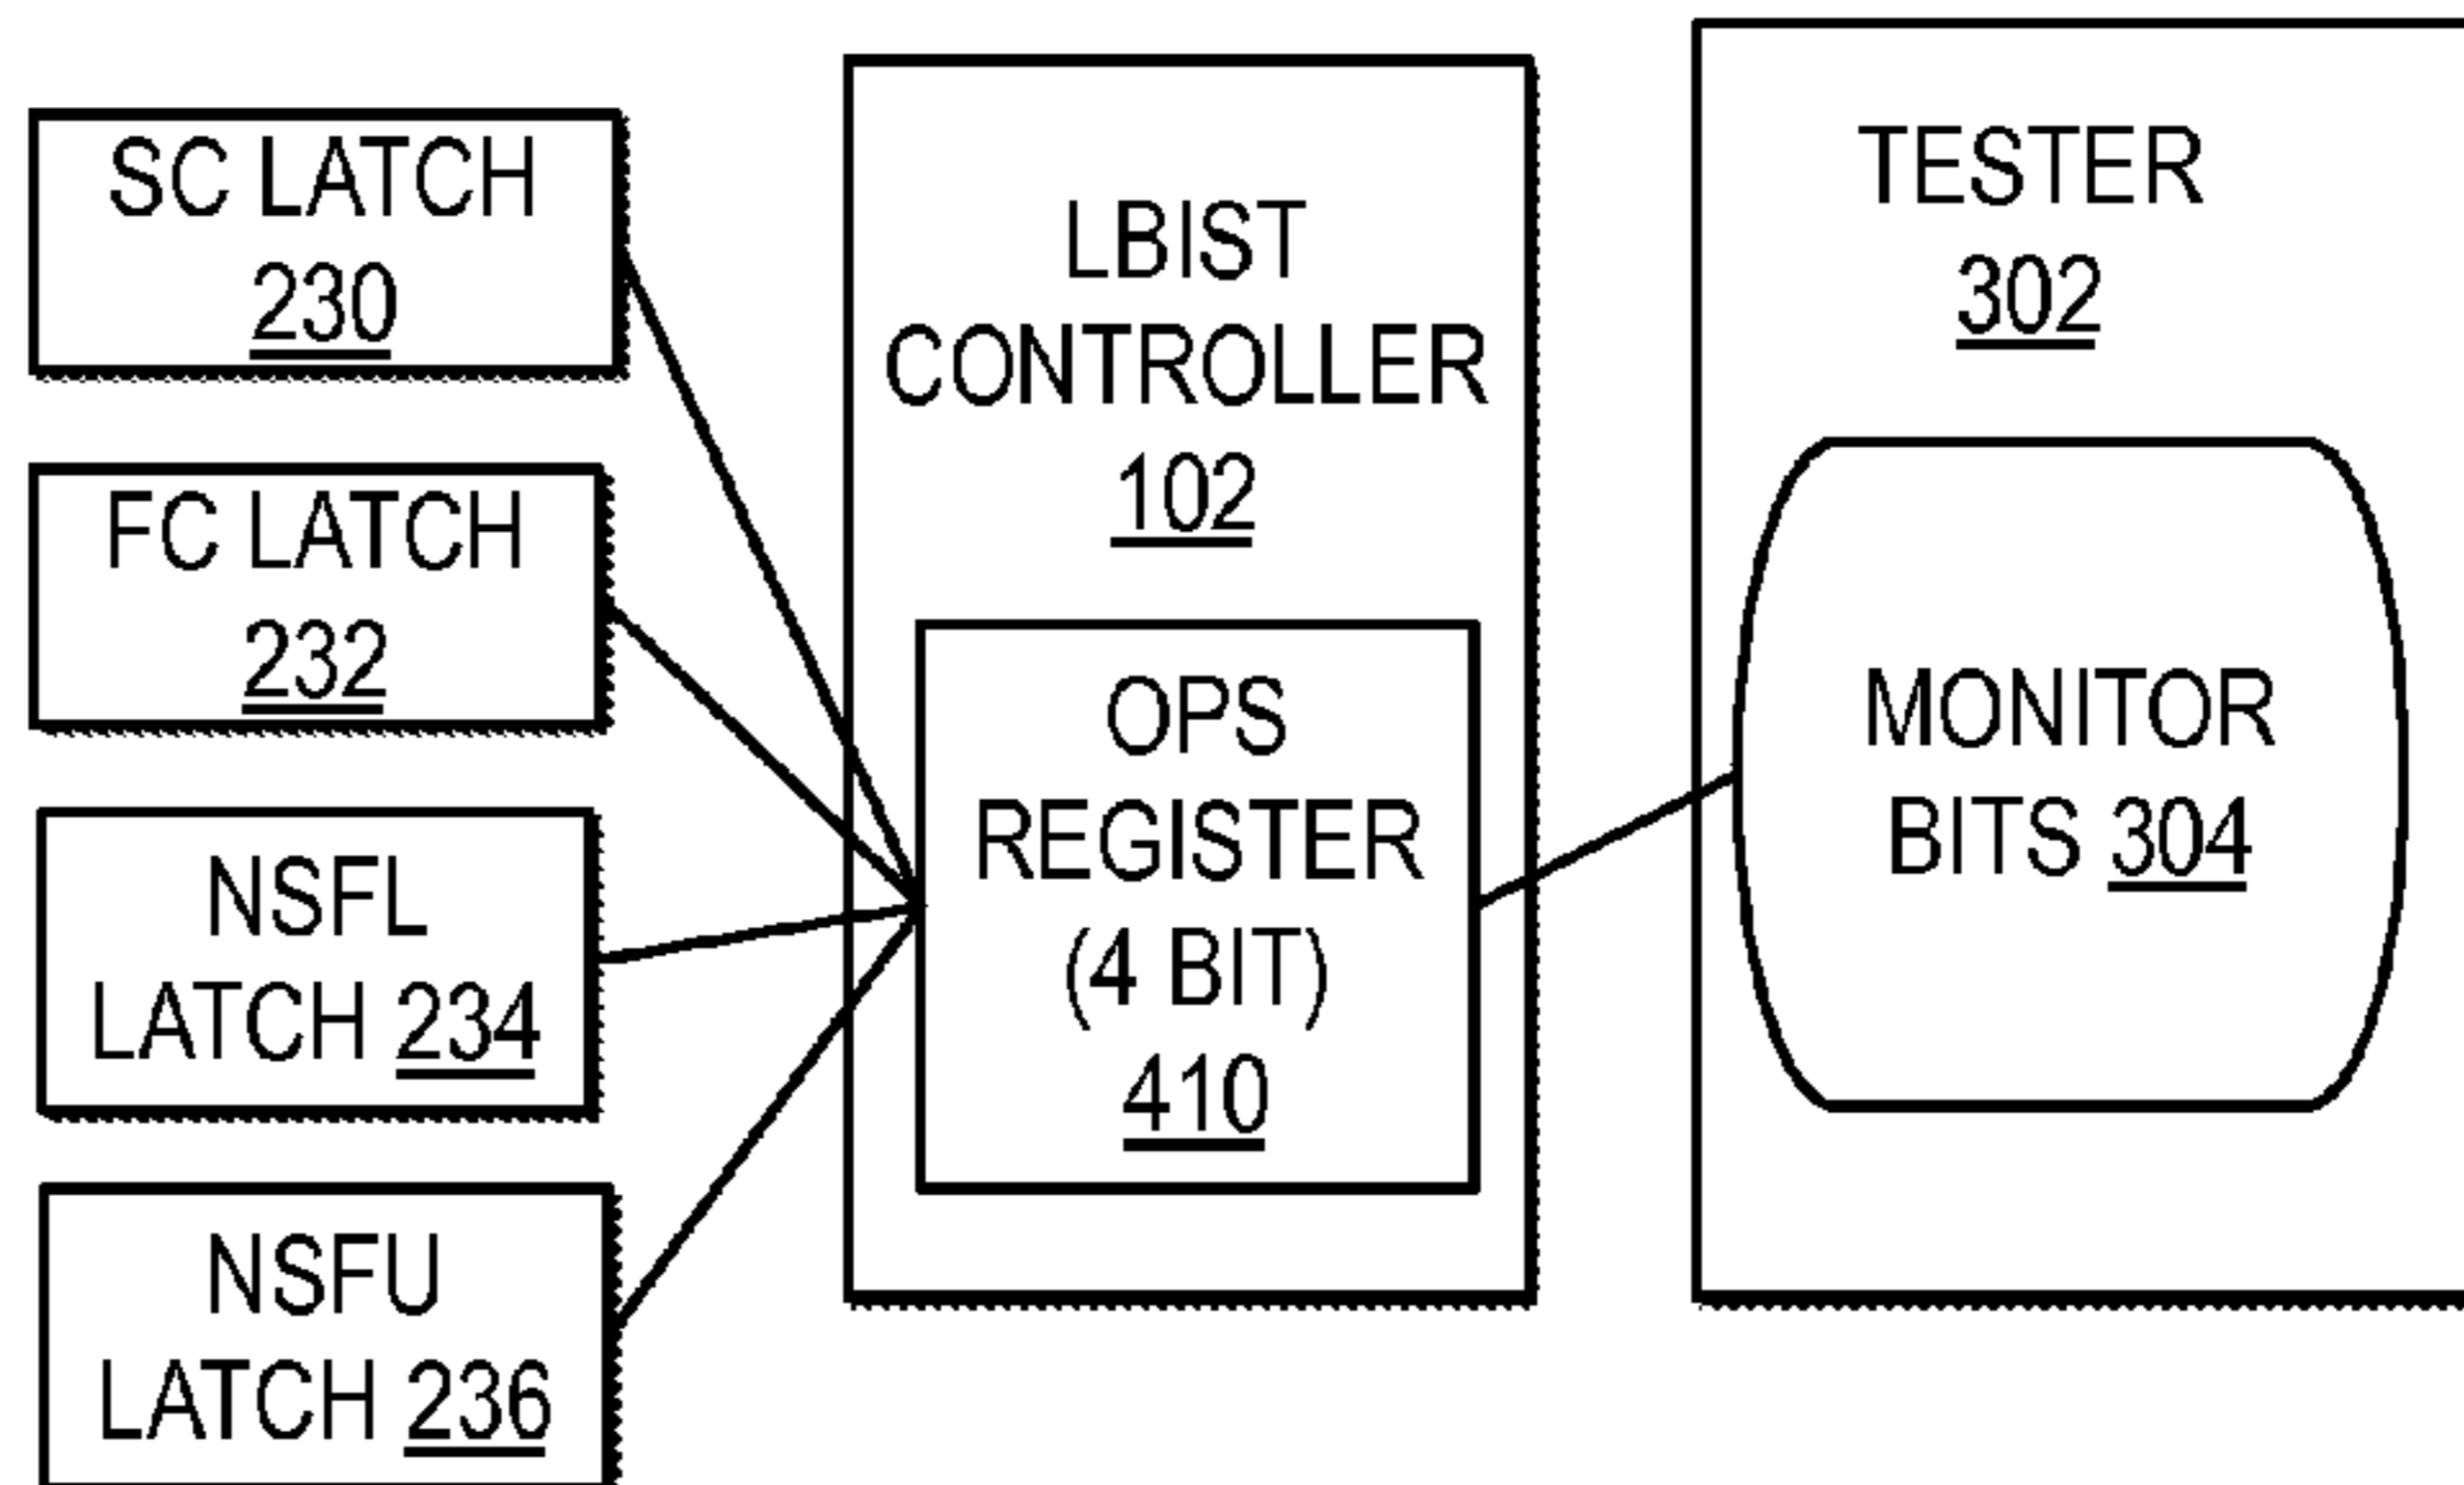 SC LATCH
230
FC LATCH
232
NSFL
LATCH 234
NSFU
LATCH 236
LBIST
CONTROLLER
102
OPS
REGISTER
(4 BIT)
410
TESTER
302
MONITOR
BITS 304